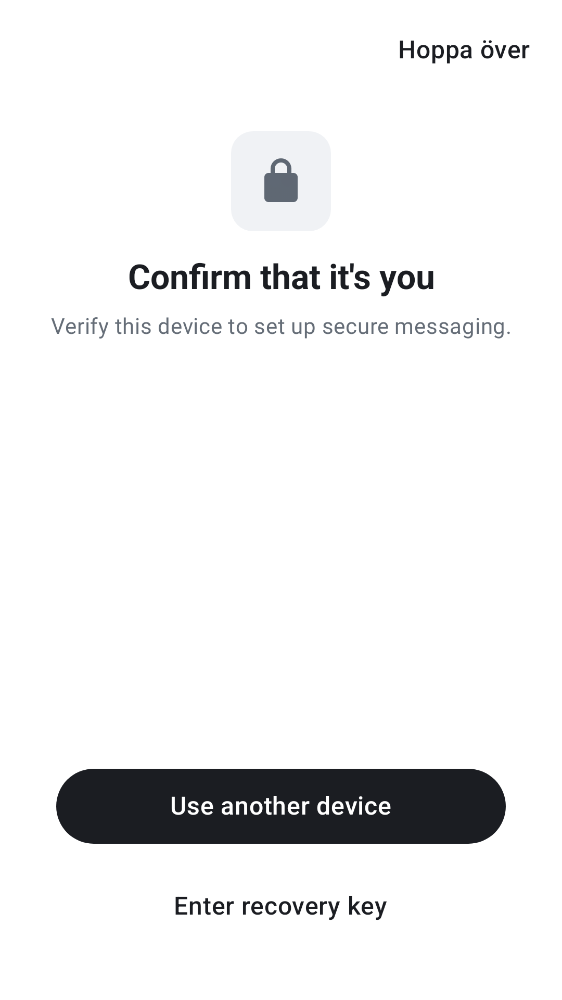 Hoppa över
Confirm that it's you
Verify this device to set up secure messaging.
Use another device
Enter recovery key